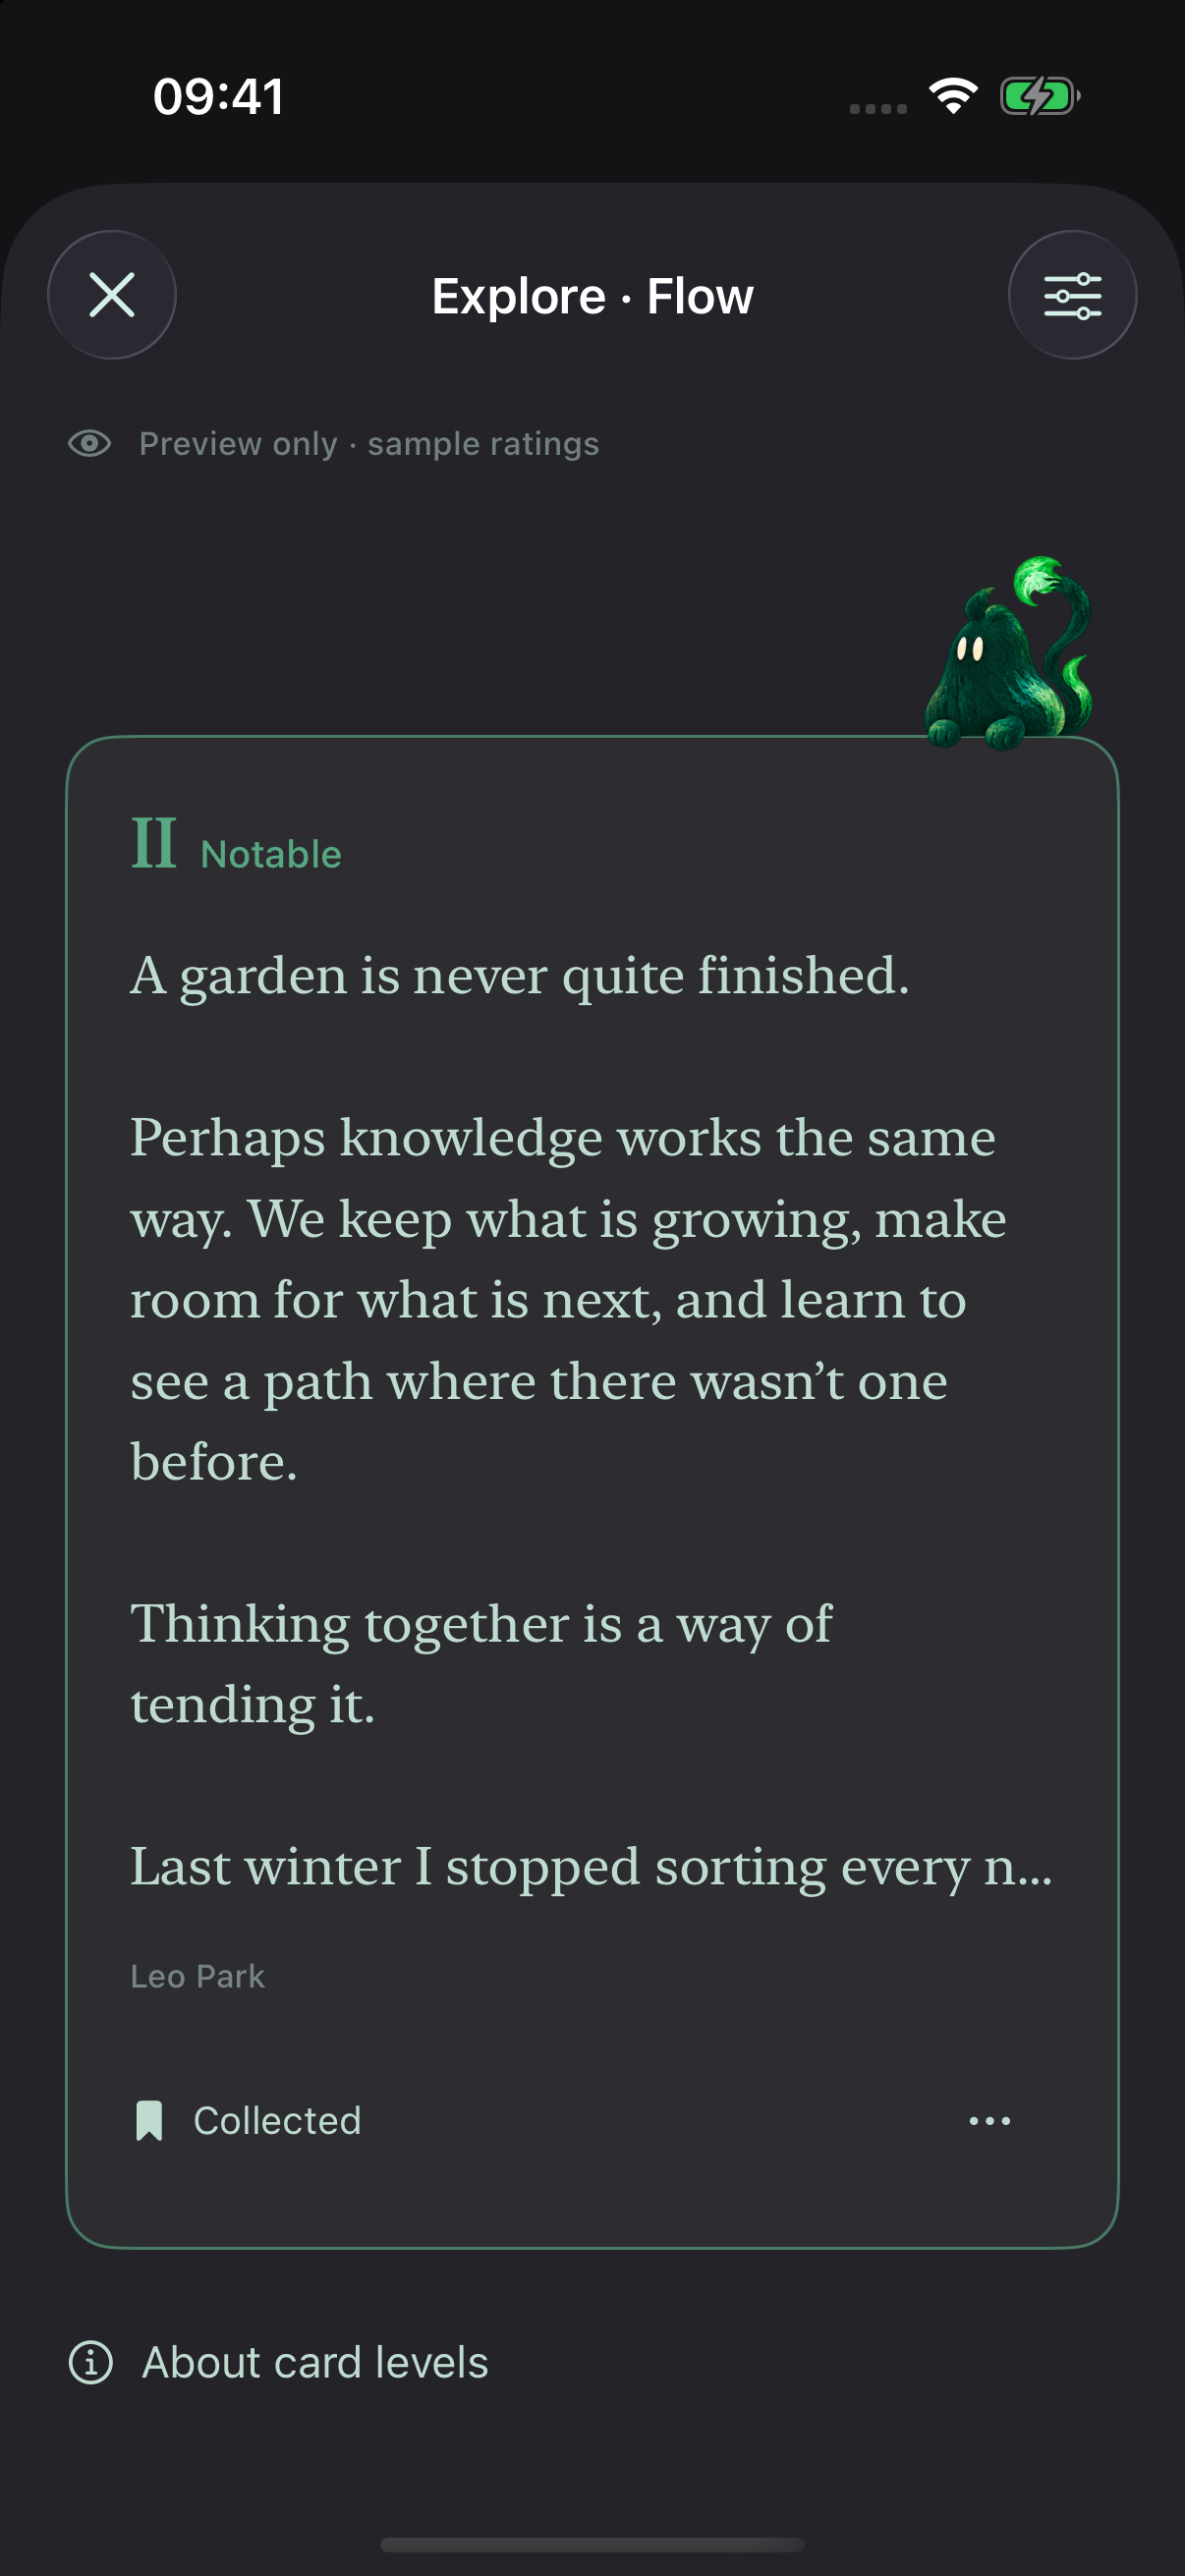 09:41
Explore · Flow
Preview only · sample ratings
II Notable
A garden is never quite finished.
Perhaps knowledge works the same
way. We keep what is growing, make
room for what is next, and learn to
see a path where there wasn’t one
before.
Thinking together is a way of
tending it.
Last winter I stopped sorting every n...
Leo Park
Collected
About card levels